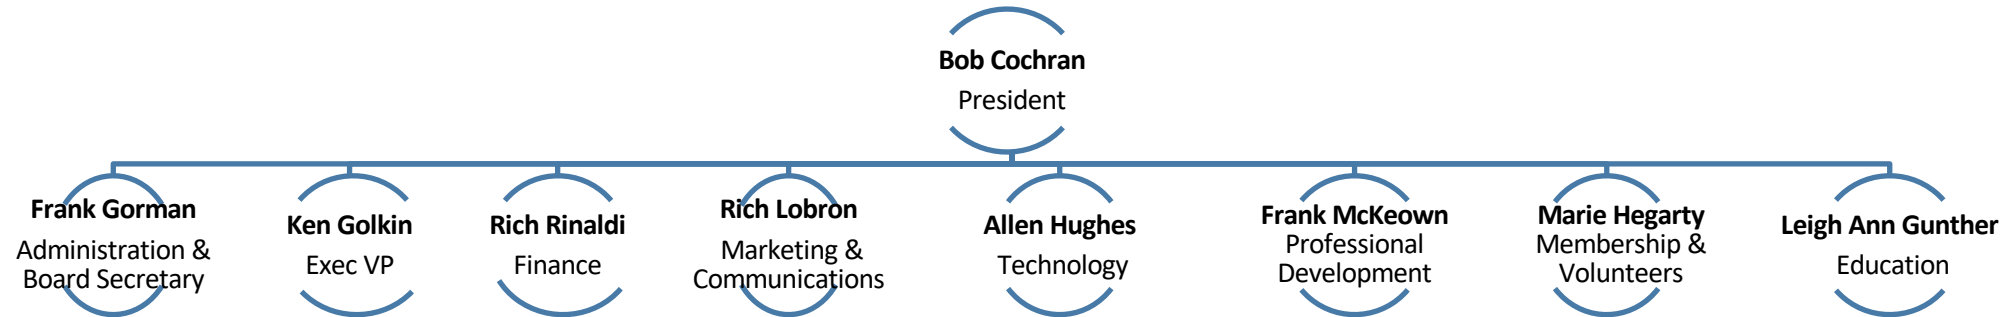 Bob Cochran
President
Frank Gorman
Administration &
Board Secretary
Ken Golkin
Exec VP
Rich Rinaldi
Finance
Rich Lobron
Marketing &
Communications
Allen Hughes
Technology
Frank McKeown
Professional
Development
Marie Hegarty
Membership &
Volunteers
Leigh Ann Gunther
Education